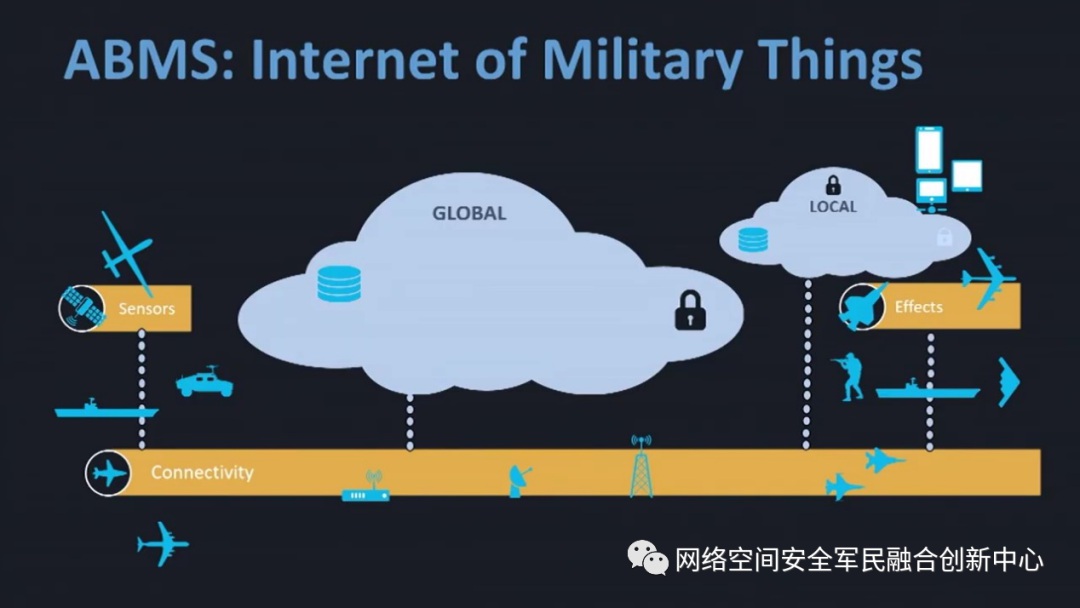 ABMS: Internet of Military Things
GLOBAL
LOCAL
Sensors
Effects
Connectivity
网络空间安全军民融合创新中心